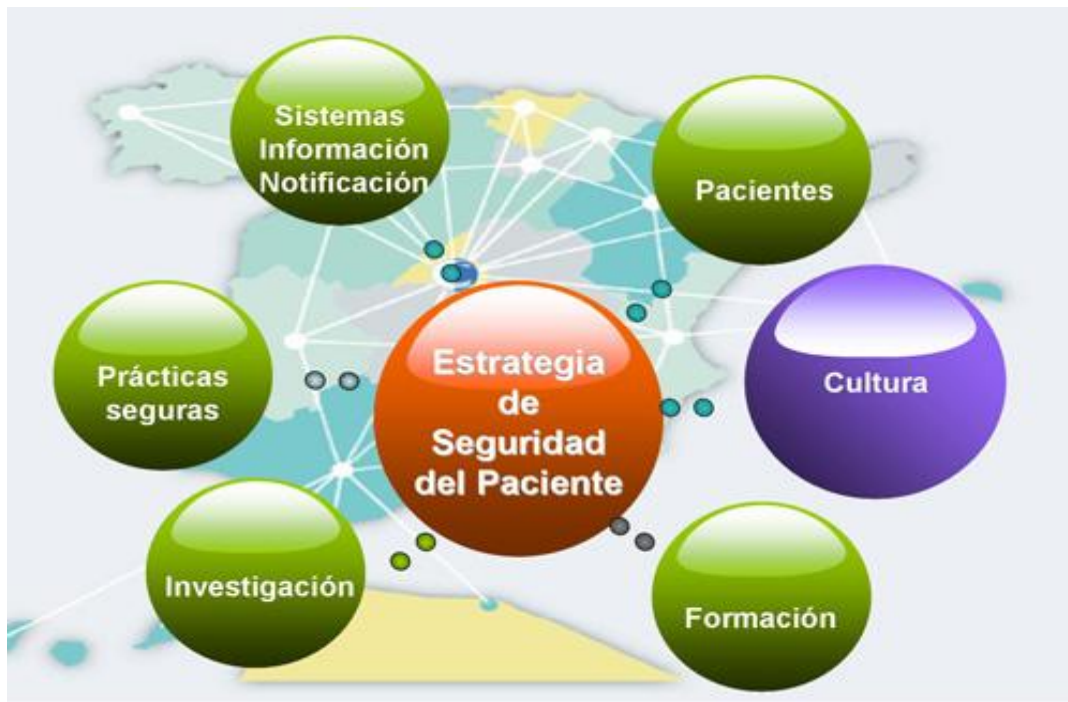 Sistemas
Información
Notificación
Pacientes
Prácticas
seguras
Estrategia
de
Seguridad
del Paciente
Cultura
Investigación
Formación